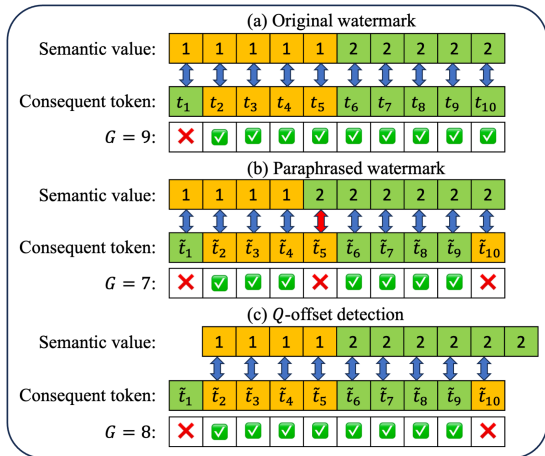 (a) Original watermark
Semantic value: 1 1 1 1 1 2 2 2 2 2
Consequent token: t₁ t₂ t₃ t₄ t₅ t₆ t₇ t₈ t₉ t₁₀
G = 9:
(b) Paraphrased watermark
Semantic value: 1 1 1 1 2 2 2 2 2 2
Consequent token: t̃₁ t̃₂ t̃₃ t̃₄ t̃₅ t̃₆ t̃₇ t̃₈ t̃₉ t̃₁₀
G = 7:
(c) Q-offset detection
Semantic value: 1 1 1 1 2 2 2 2 2 2
Consequent token: t̃₁ t̃₂ t̃₃ t̃₄ t̃₅ t̃₆ t̃₇ t̃₈ t̃₉ t̃₁₀
G = 8: